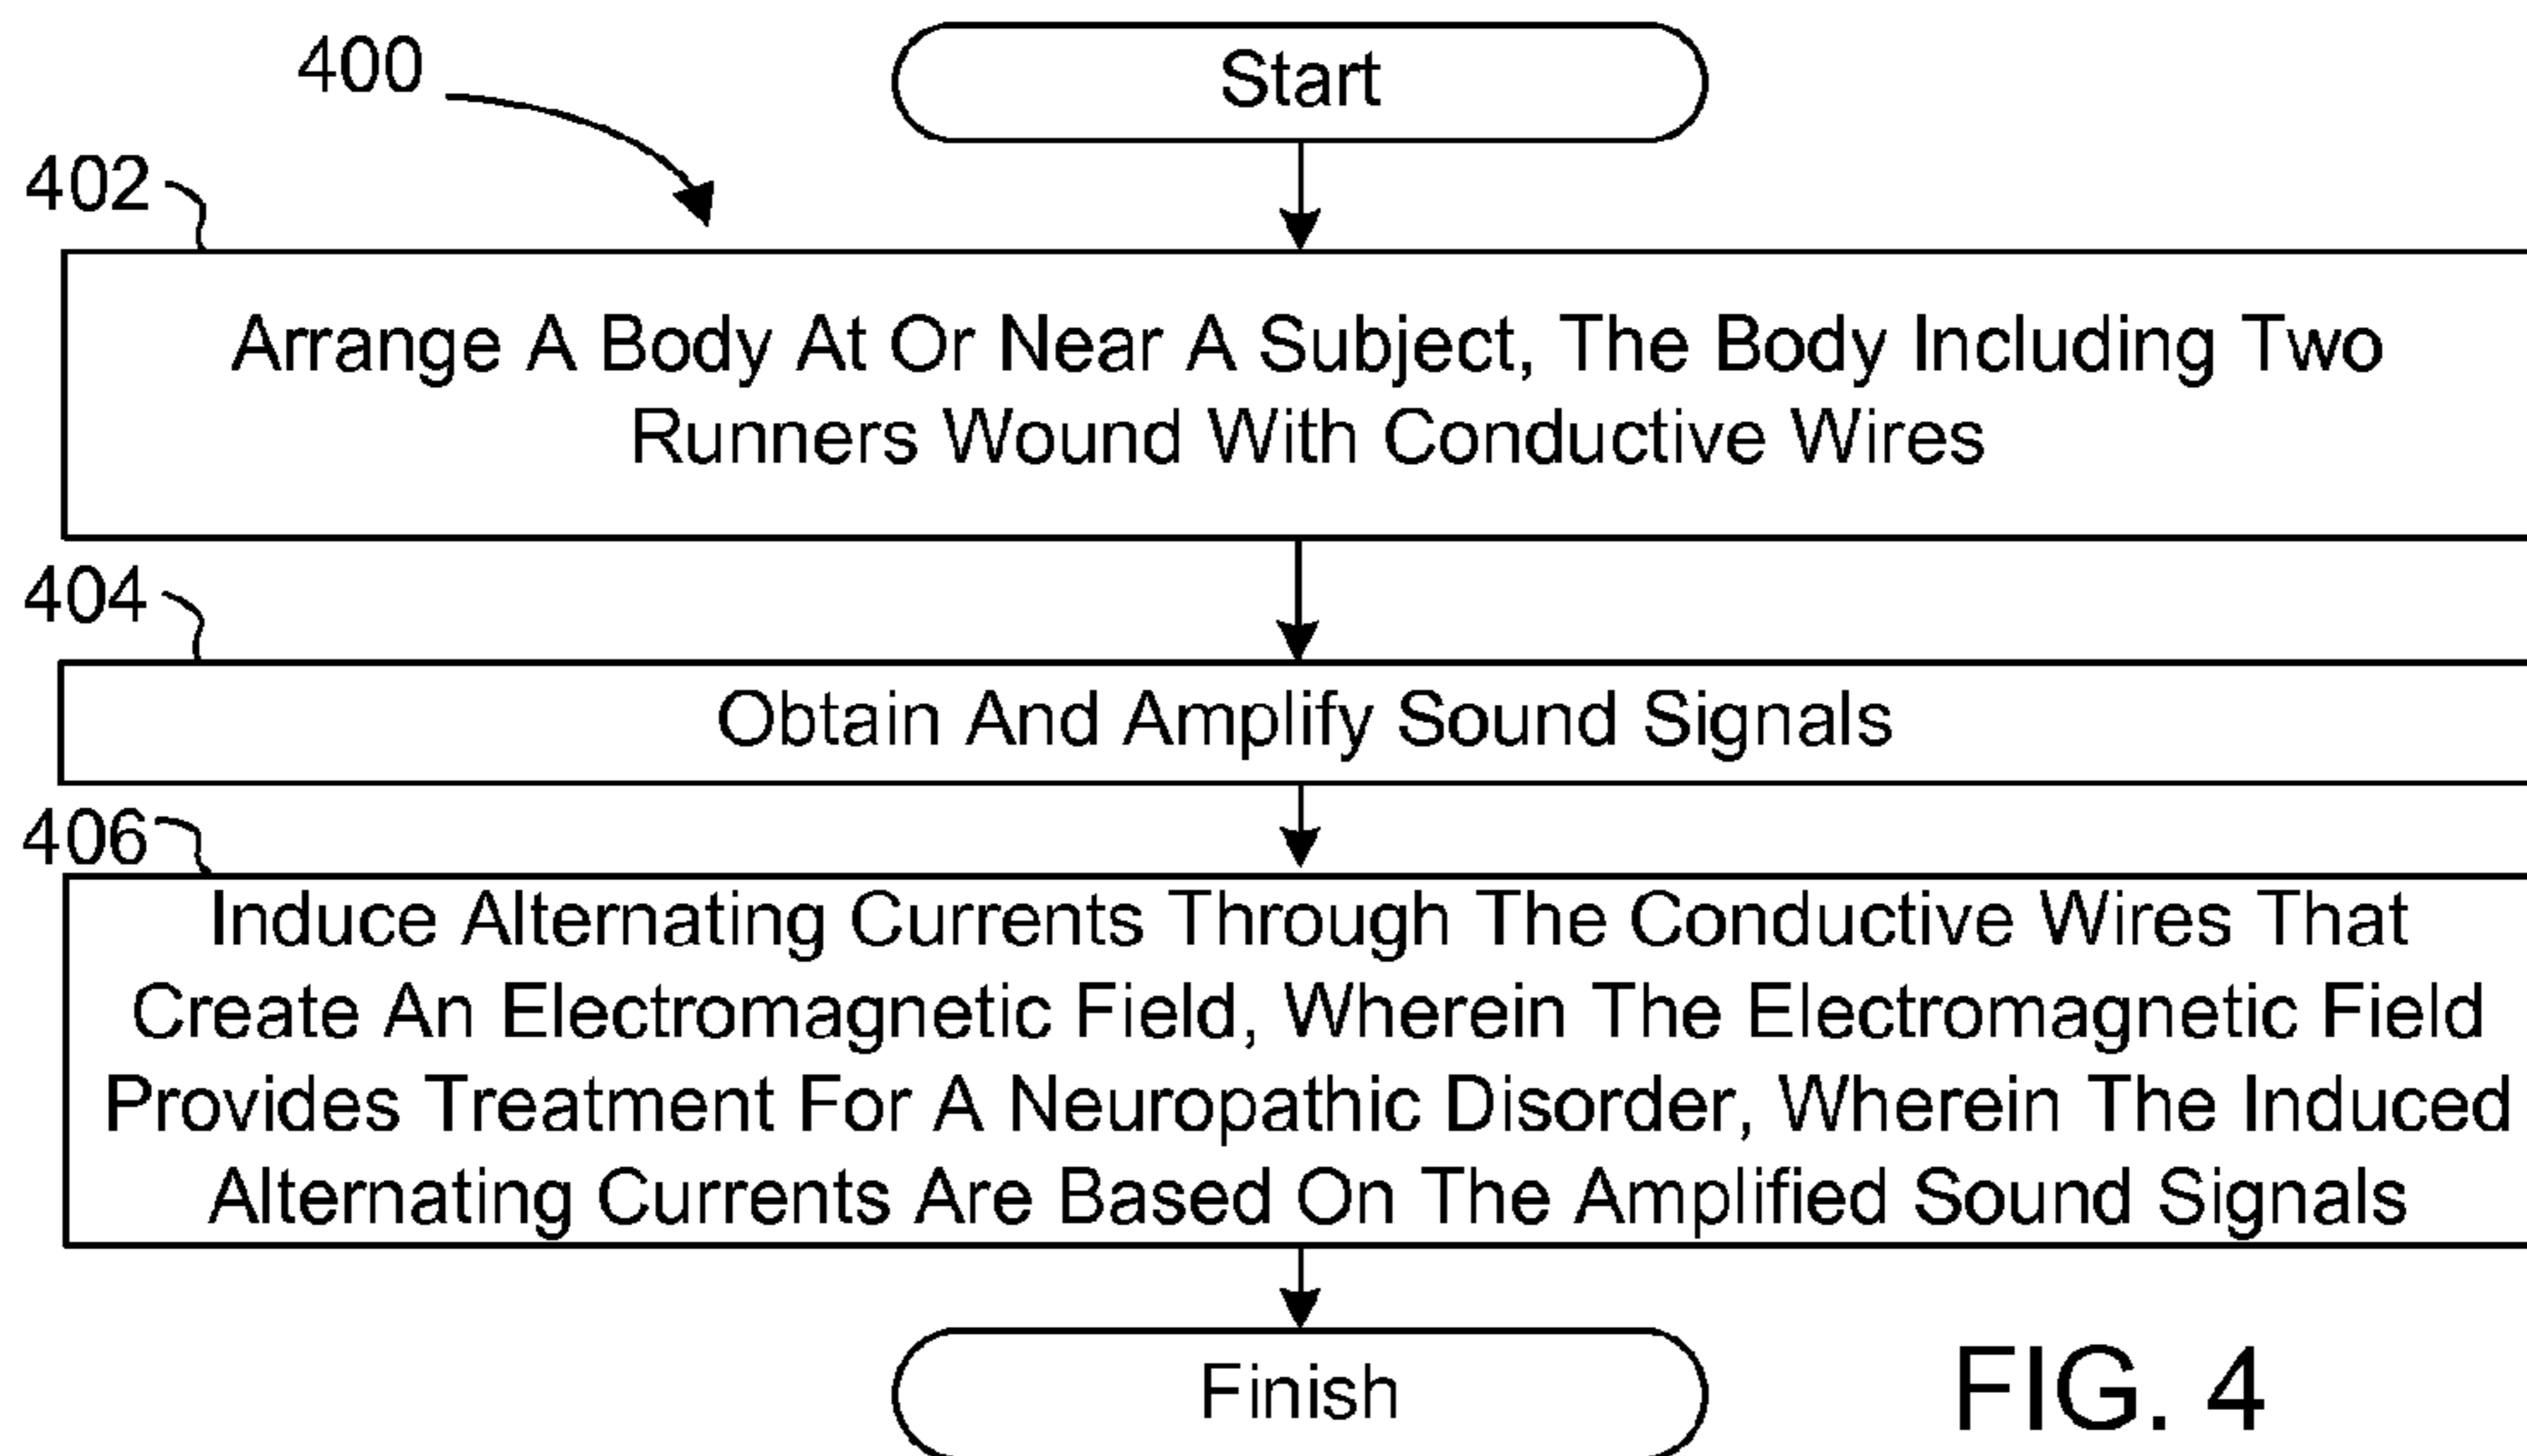 400
Start
402
Arrange A Body At Or Near A Subject, The Body Including Two
Runners Wound With Conductive Wires
404
Obtain And Amplify Sound Signals
406
Induce Alternating Currents Through The Conductive Wires That
Create An Electromagnetic Field, Wherein The Electromagnetic Field
Provides Treatment For A Neuropathic Disorder, Wherein The Induced
Alternating Currents Are Based On The Amplified Sound Signals
Finish
FIG. 4